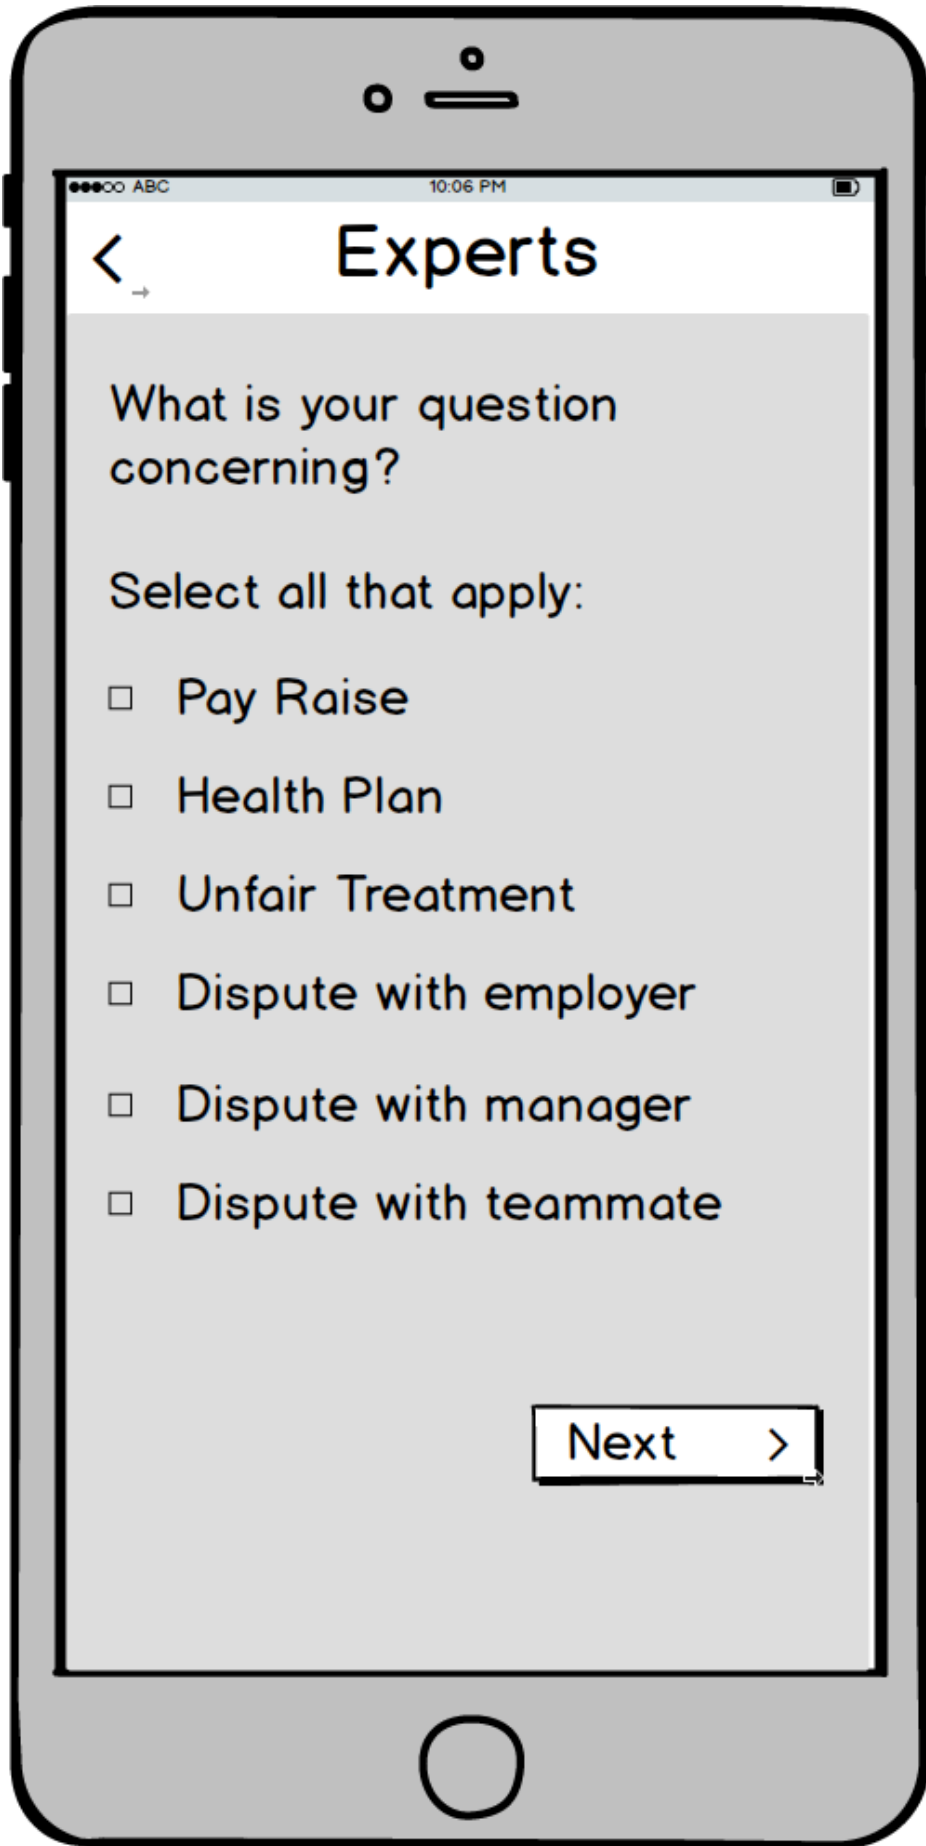 ABC 10:06 PM
Experts
What is your question
concerning?
Select all that apply:
Pay Raise
Health Plan
Unfair Treatment
Dispute with employer
Dispute with manager
Dispute with teammate
Next